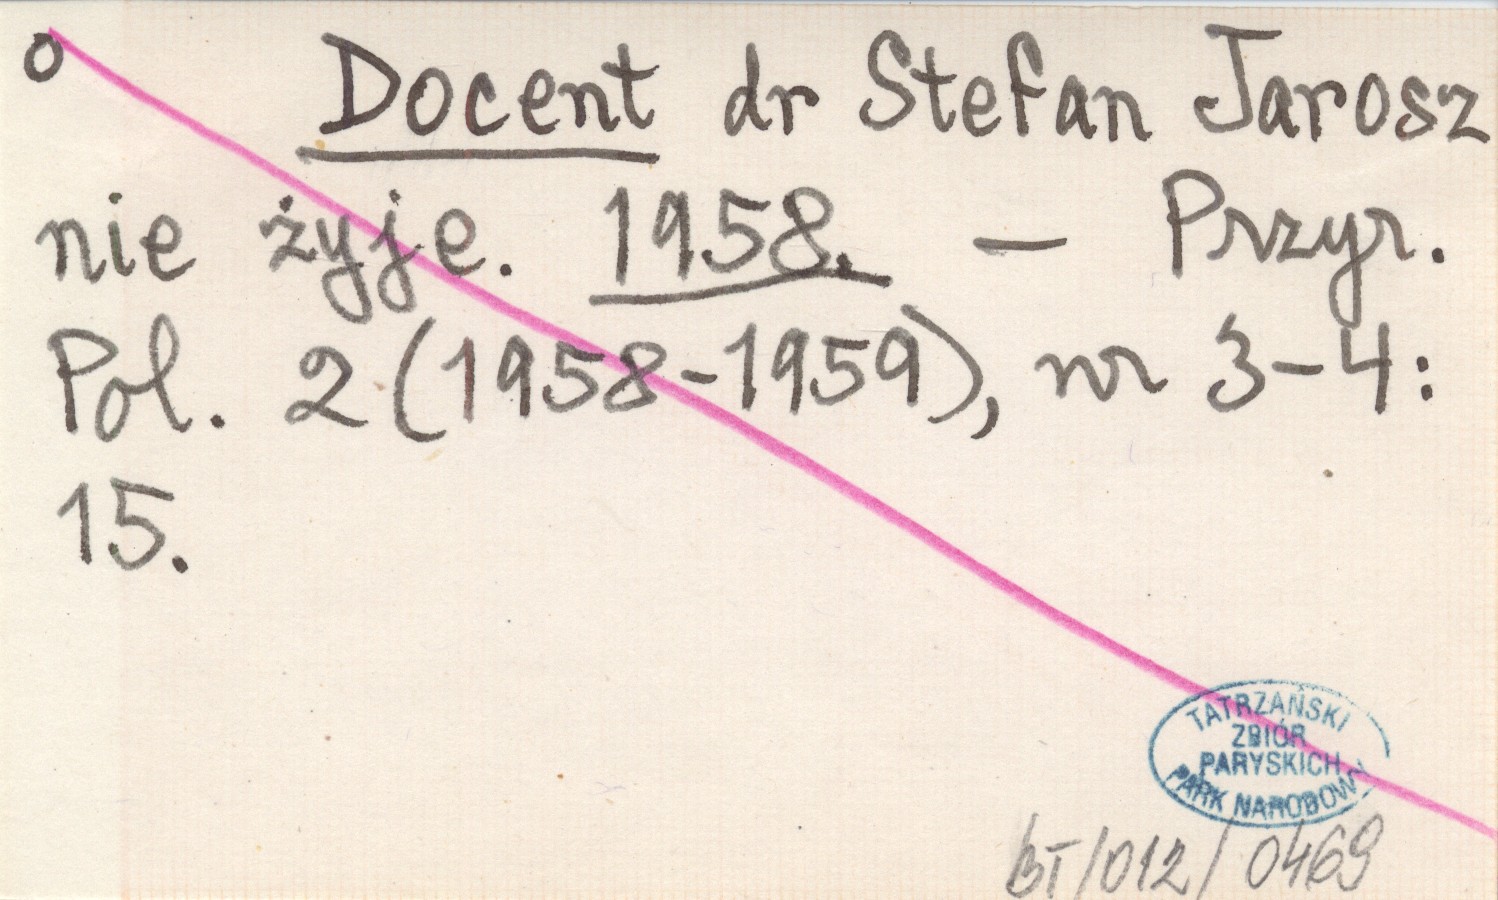 o Docent dr Stefan Jarosz
nie żyje. 1958. — Przyr.
Pol. 2 (1958-1959), nr 3-4:
15.
TATRZAŃSKI
ZBIÓR
PARYSKICH
PARK NARODOWY
BT/012/0469